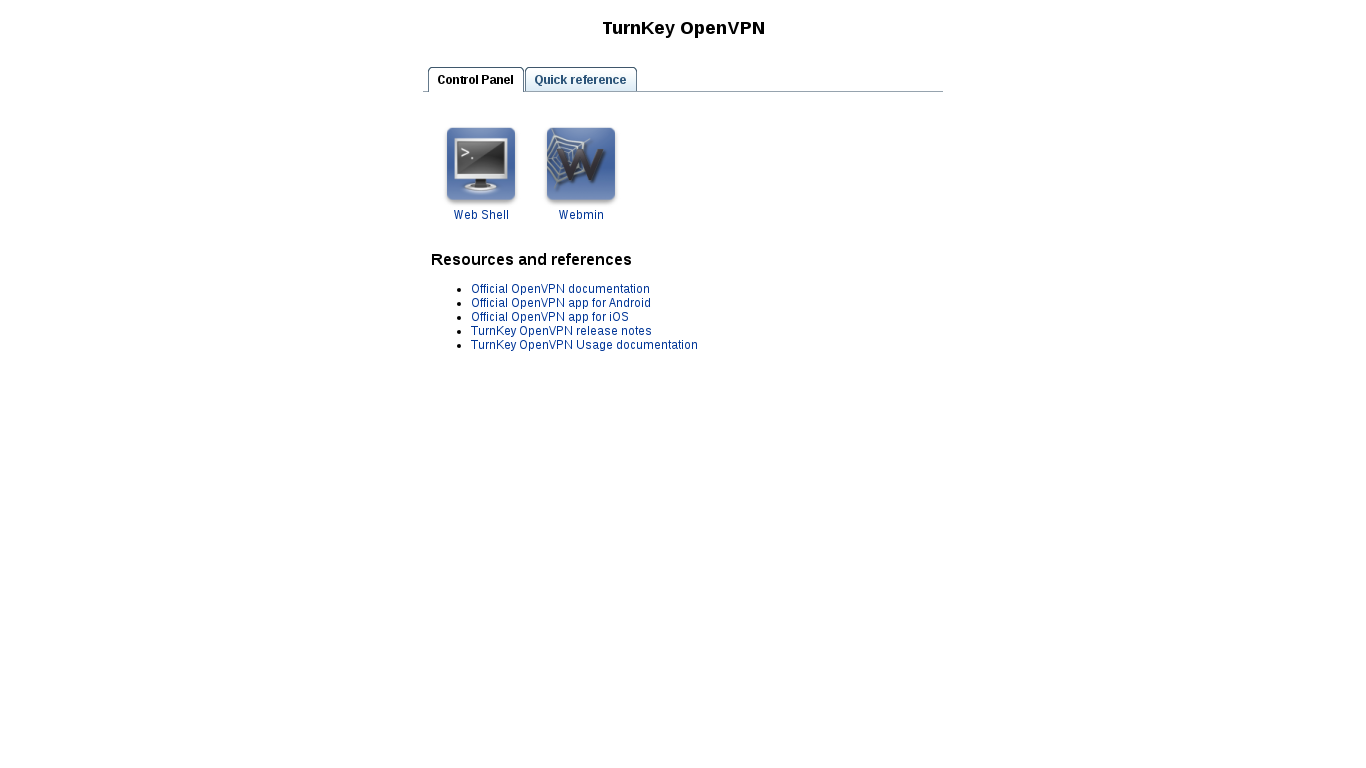 TurnKey OpenVPN
Control Panel Quick reference
>.
W
Web Shell Webmin
Resources and references
Official OpenVPN documentation
Official OpenVPN app for Android
Official OpenVPN app for iOS
TurnKey OpenVPN release notes
TurnKey OpenVPN Usage documentation